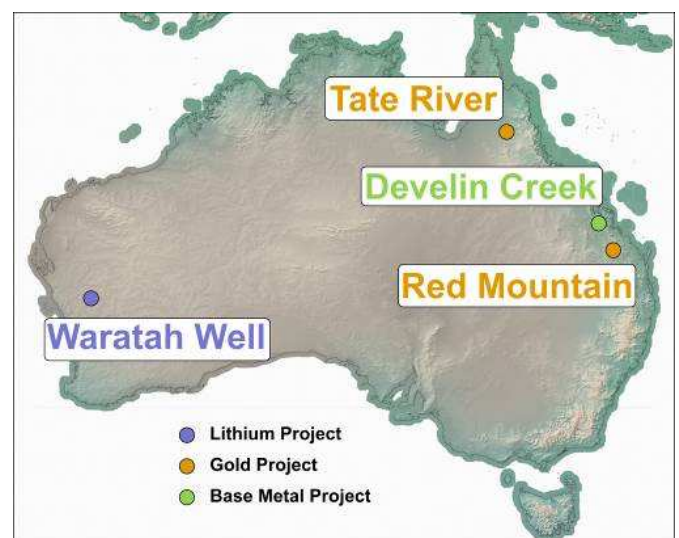 Tate River
Develin Creek
Red Mountain
Waratah Well
Lithium Project
Gold Project
Base Metal Project